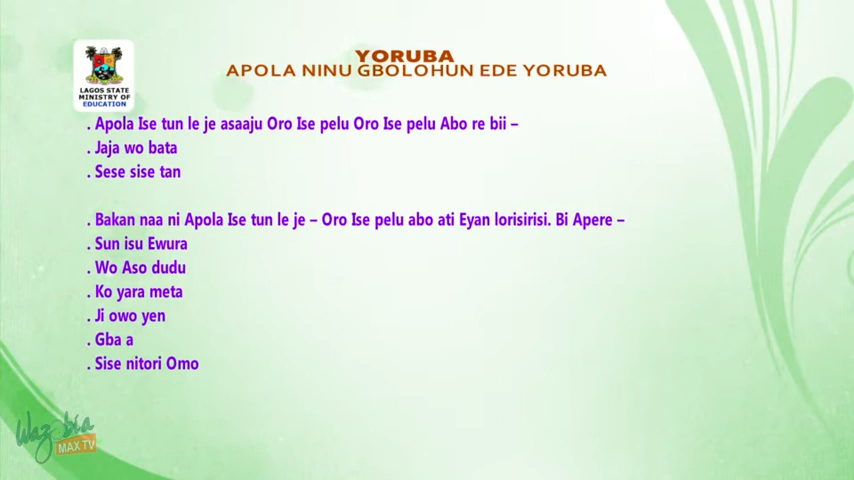 YORUBA
APOLA NINU GBOLOHUN EDE YORUBA
LAGOS STATE
MINISTRY OF
EDUCATION
. Apola Ise tun le je asaaju Oro Ise pelu Oro Ise pelu Abo re bii –
. Jaja wo bata
. Sese sise tan
. Bakan naa ni Apola Ise tun le je – Oro Ise pelu abo ati Eyan lorisirisi. Bi Apere –
. Sun isu Ewura
. Wo Aso dudu
. Ko yara meta
. Ji owo yen
. Gba a
. Sise nitori Omo
Wazobia
MAX TV